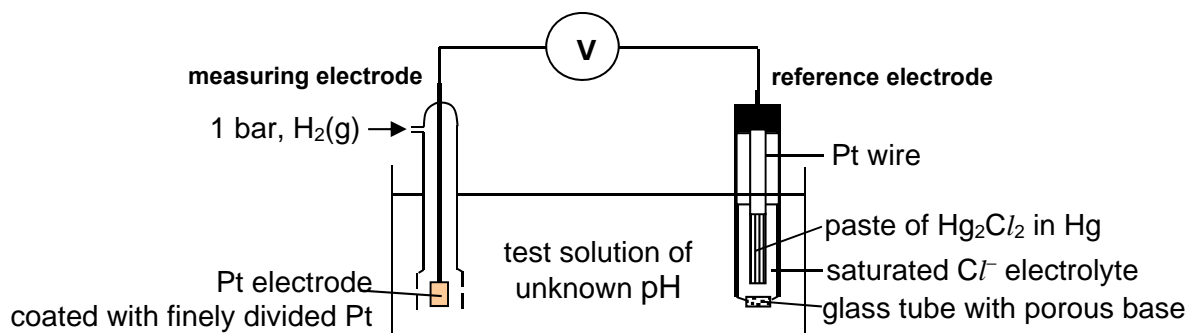 V
measuring electrode
reference electrode
1 bar, H₂(g)
Pt wire
paste of Hg₂Cl₂ in Hg
test solution of
unknown pH
saturated Cl⁻ electrolyte
Pt electrode
coated with finely divided Pt
glass tube with porous base